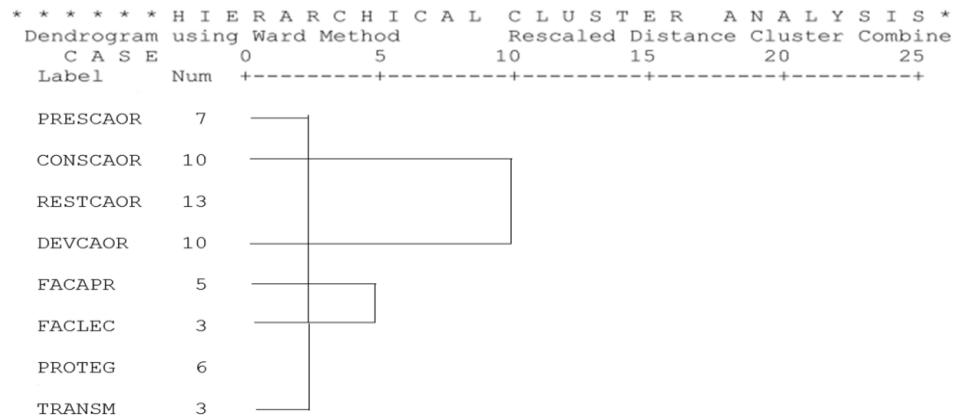 * * * * * * H I E R A R C H I C A L  C L U S T E R  A N A L Y S I S *
Dendrogram using Ward Method Rescaled Distance Cluster Combine
C A S E 0 5 10 15 20 25
Label Num +---------+---------+---------+---------+---------+
PRESCAOR 7
CONSCAOR 10
RESTCAOR 13
DEVCAOR 10
FACAPR 5
FACLEC 3
PROTEG 6
TRANSM 3